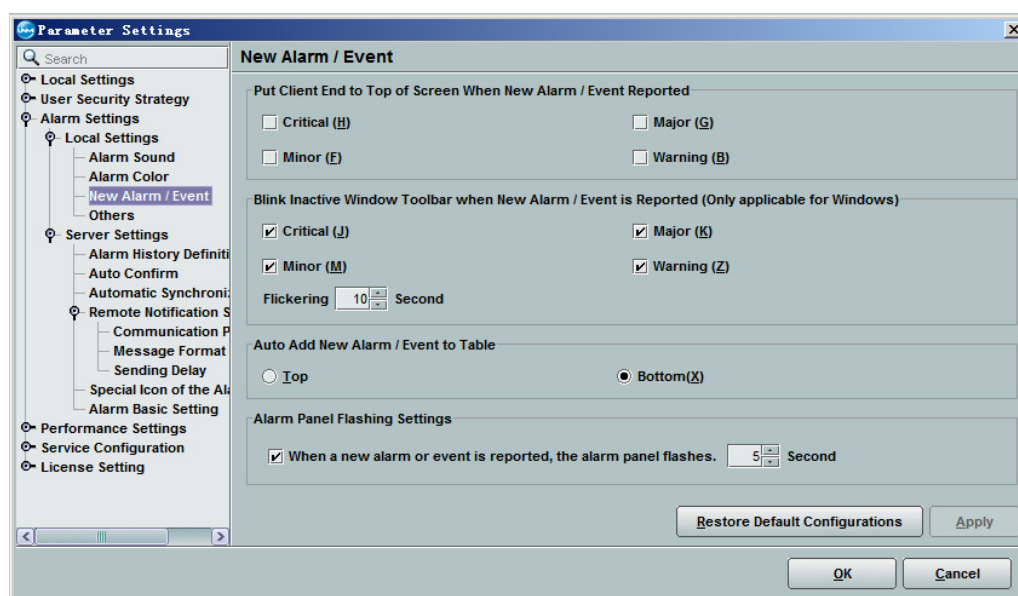 Parameter Settings
Search
Local Settings
User Security Strategy
Alarm Settings
Local Settings
Alarm Sound
Alarm Color
New Alarm / Event
Others
Server Settings
Alarm History Definiti
Auto Confirm
Automatic Synchroni
Remote Notification S
Communication P
Message Format
Sending Delay
Special Icon of the Ala
Alarm Basic Setting
Performance Settings
Service Configuration
License Setting
New Alarm / Event
Put Client End to Top of Screen When New Alarm / Event Reported
Critical (H) Major (G)
Minor (F) Warning (B)
Blink Inactive Window Toolbar when New Alarm / Event is Reported (Only applicable for Windows)
Critical (J) Major (K)
Minor (M) Warning (Z)
Flickering 10 Second
Auto Add New Alarm / Event to Table
Top Bottom(X)
Alarm Panel Flashing Settings
When a new alarm or event is reported, the alarm panel flashes. 5 Second
Restore Default Configurations Apply
OK Cancel